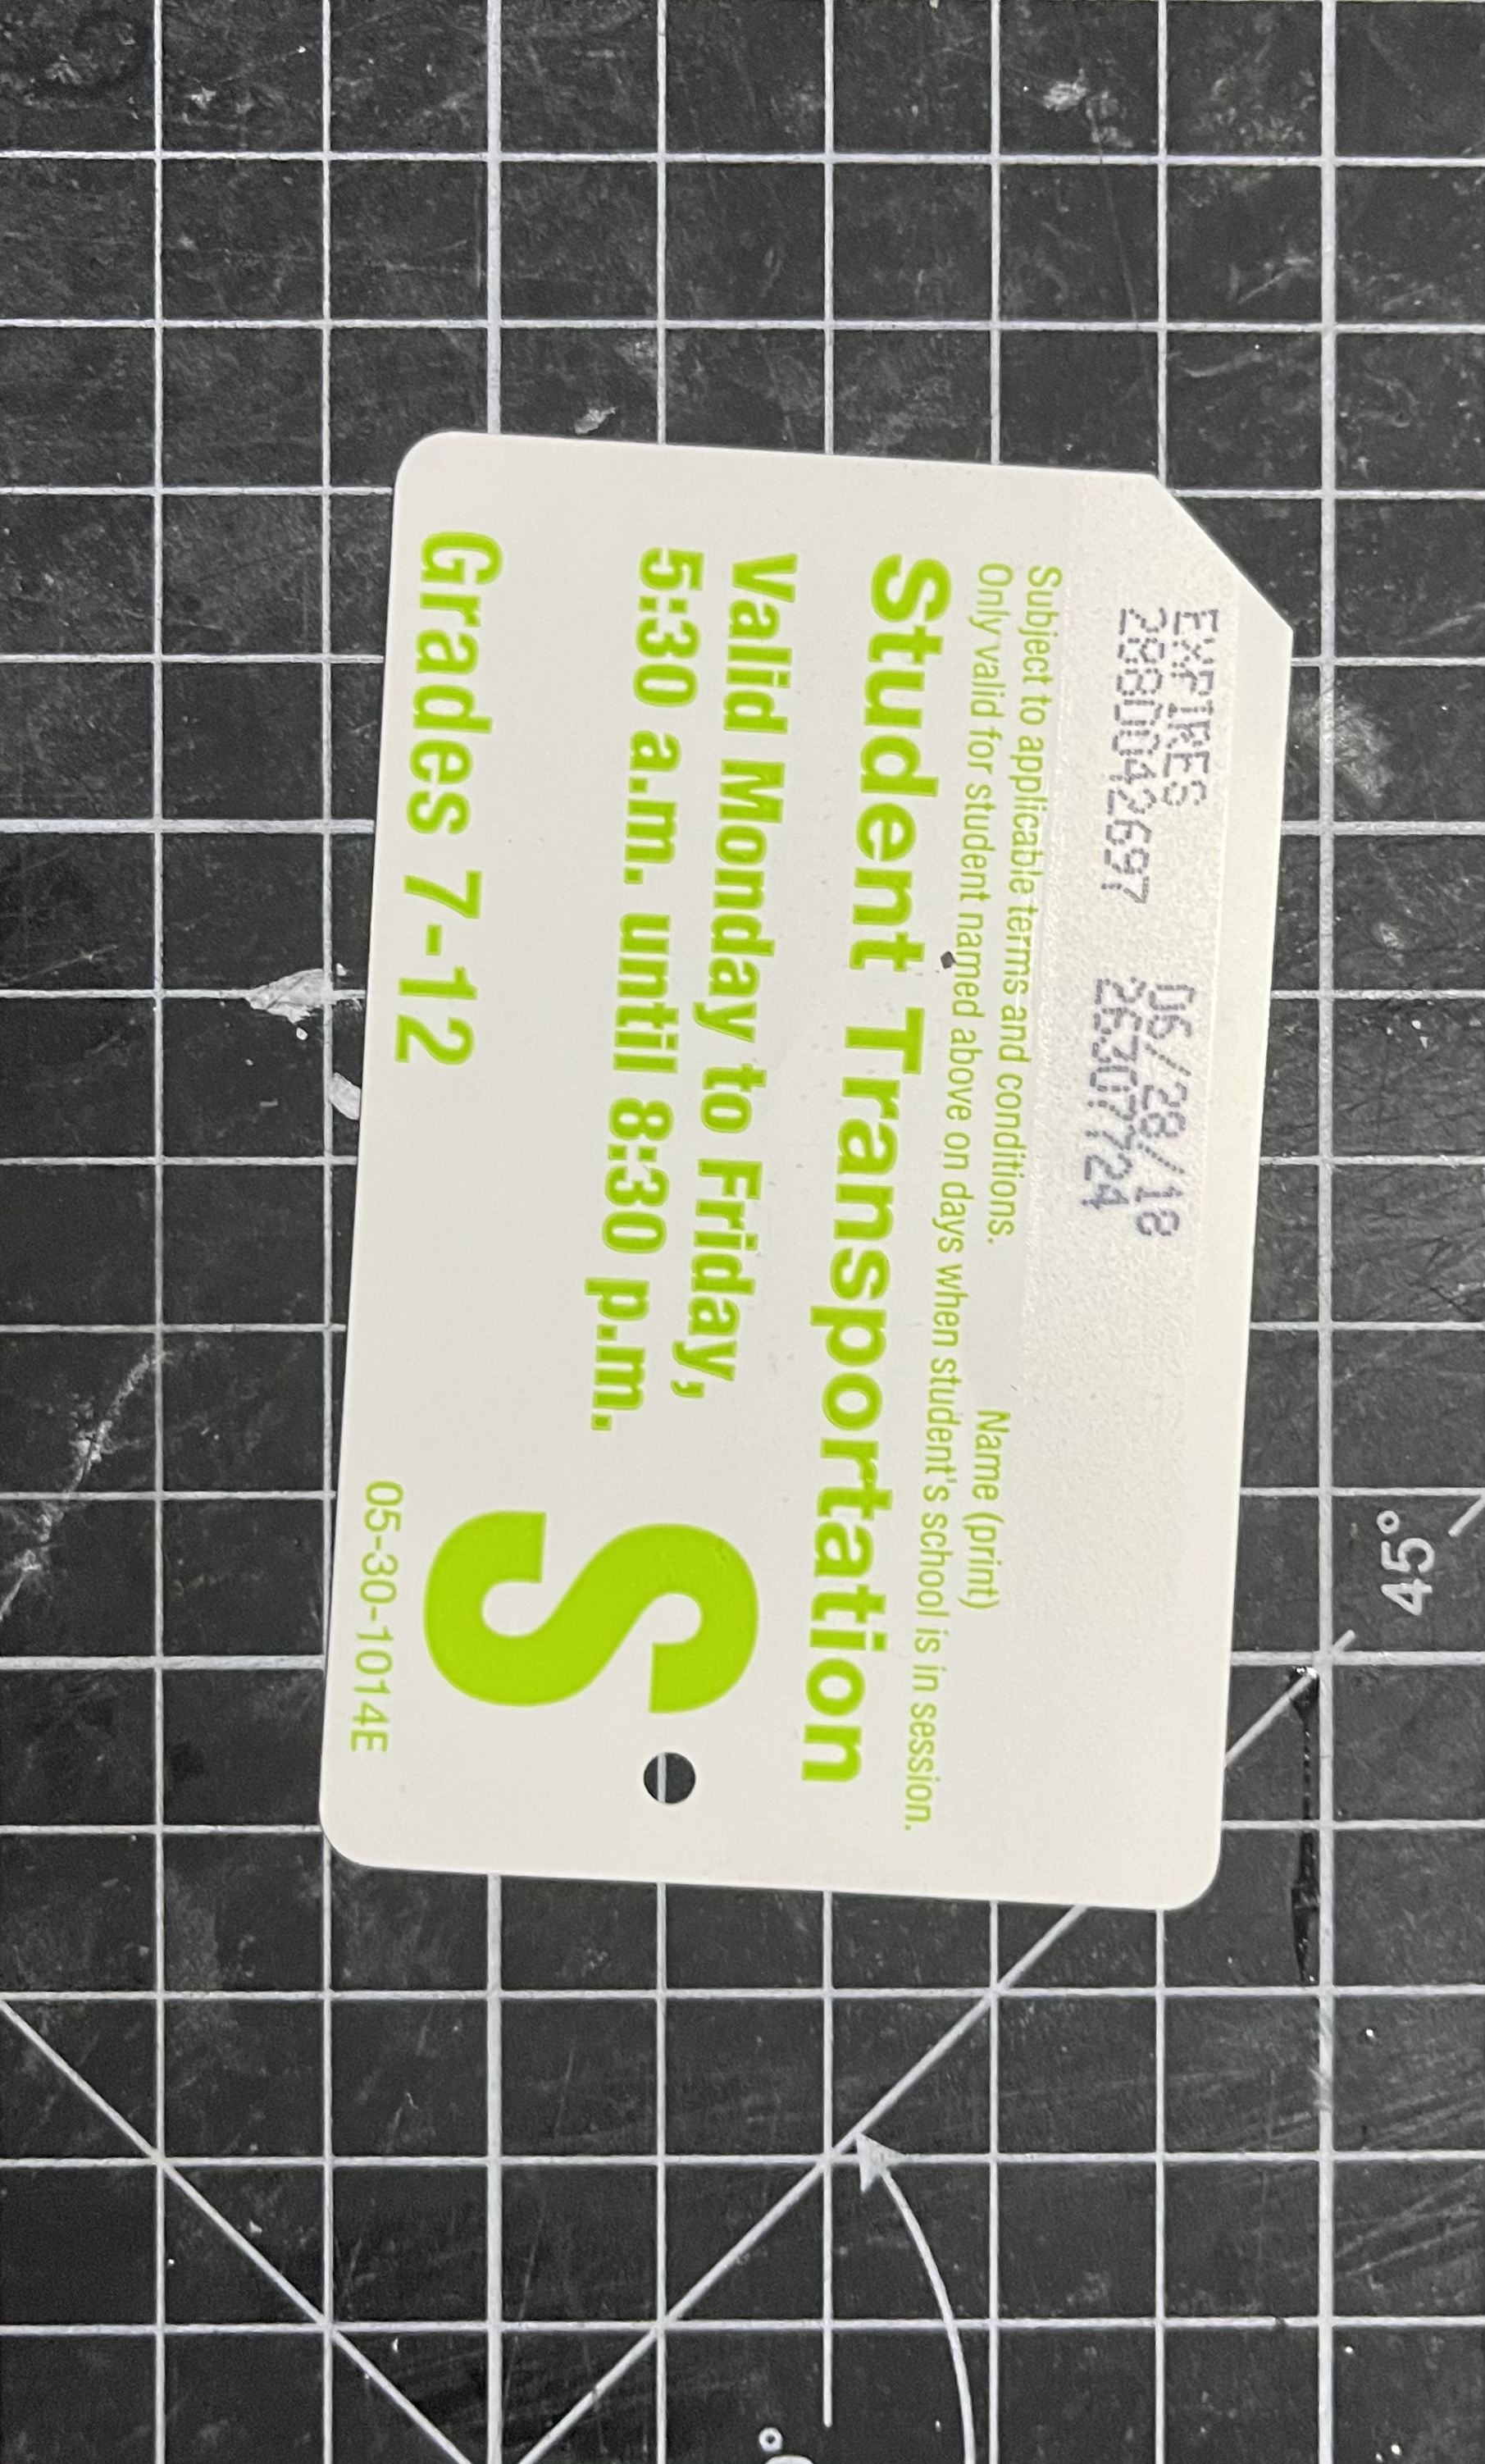 EXPIRES 06/28/18
2880042697 26307724
Subject to applicable terms and conditions. Name (print)
Only valid for student named above on days when student's school is in session.
Student Transportation
Valid Monday to Friday,
5:30 a.m. until 8:30 p.m.
S
Grades 7-12
05-30-1014E
45°